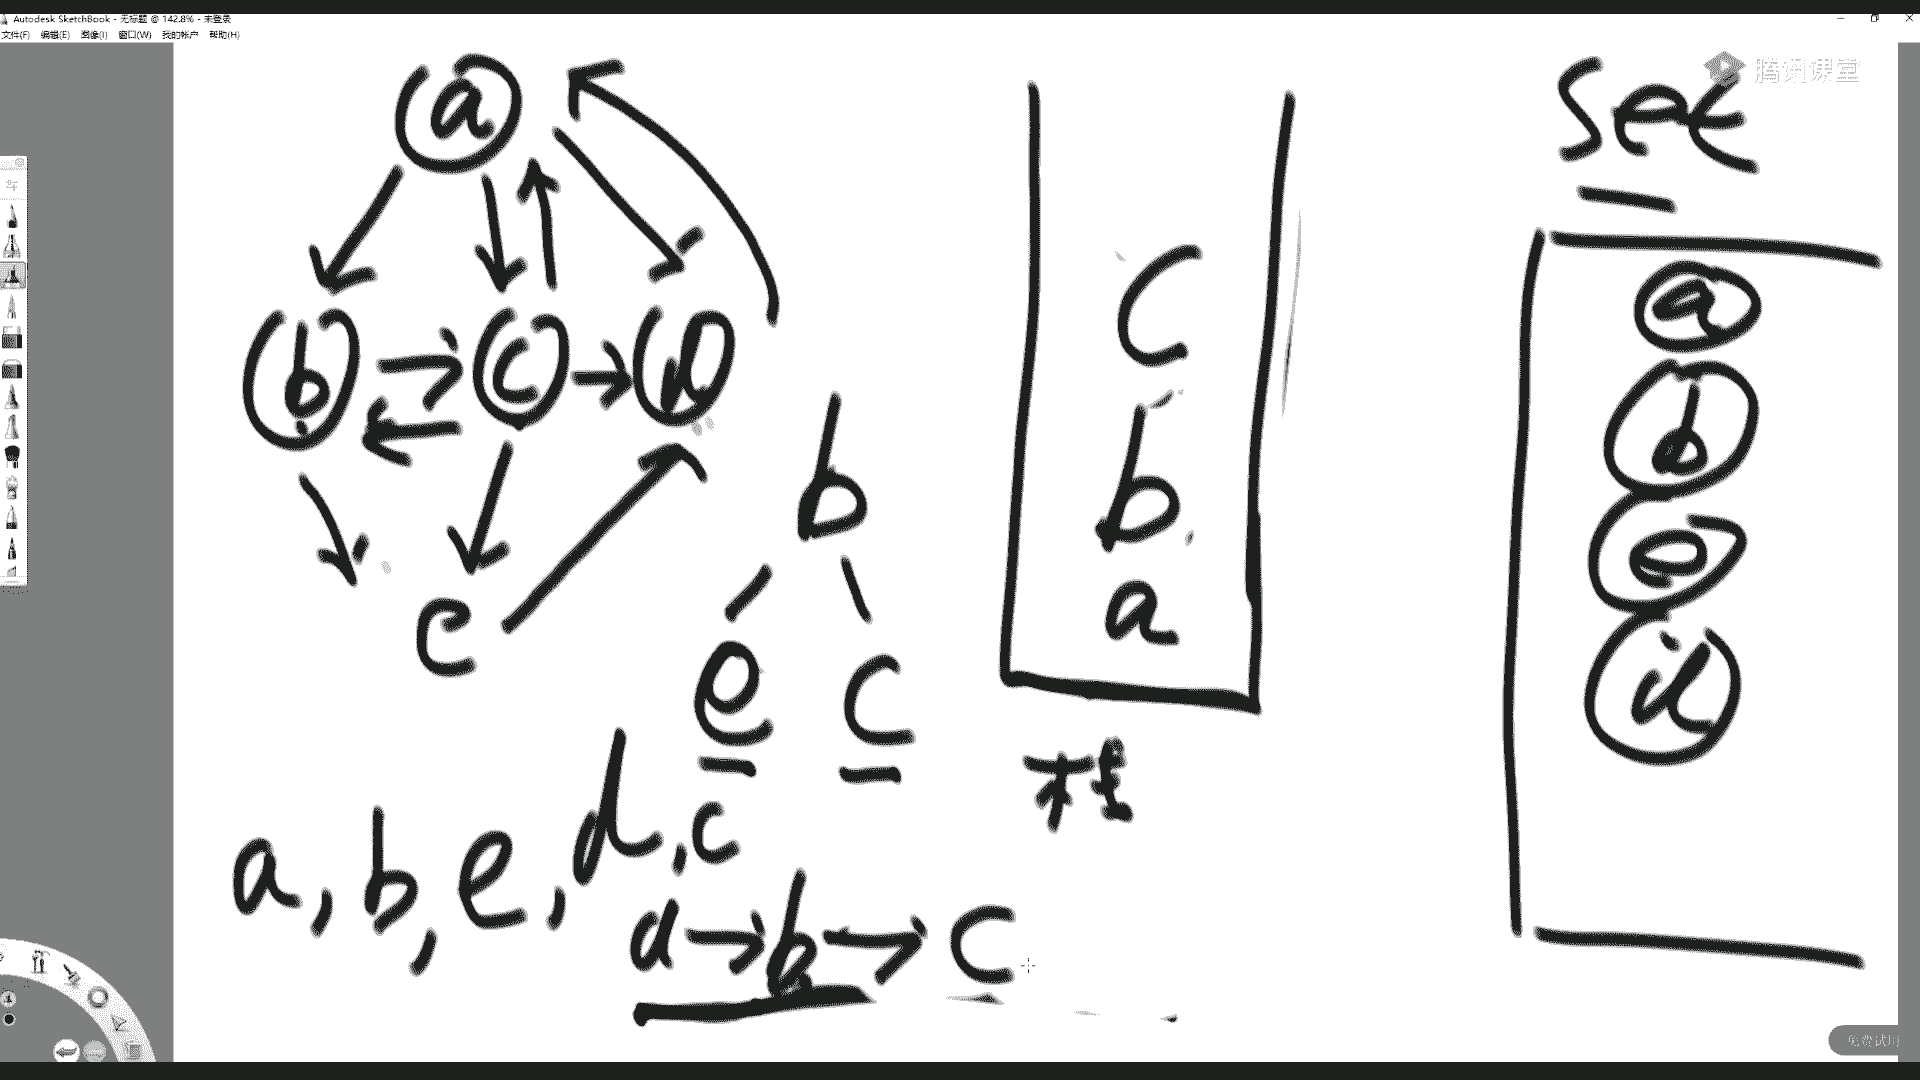 Autodesk SketchBook - 无标题 @ 142.8% - 未登录
文件(F) 编辑(E) 图像(I) 窗口(W) 我的帐户 帮助(H)
腾讯课堂
set
a
b c d
e
b
e c
c
b
a
栈
a
b
e
d
a, b, e, d, c
d→b→c
免费试用